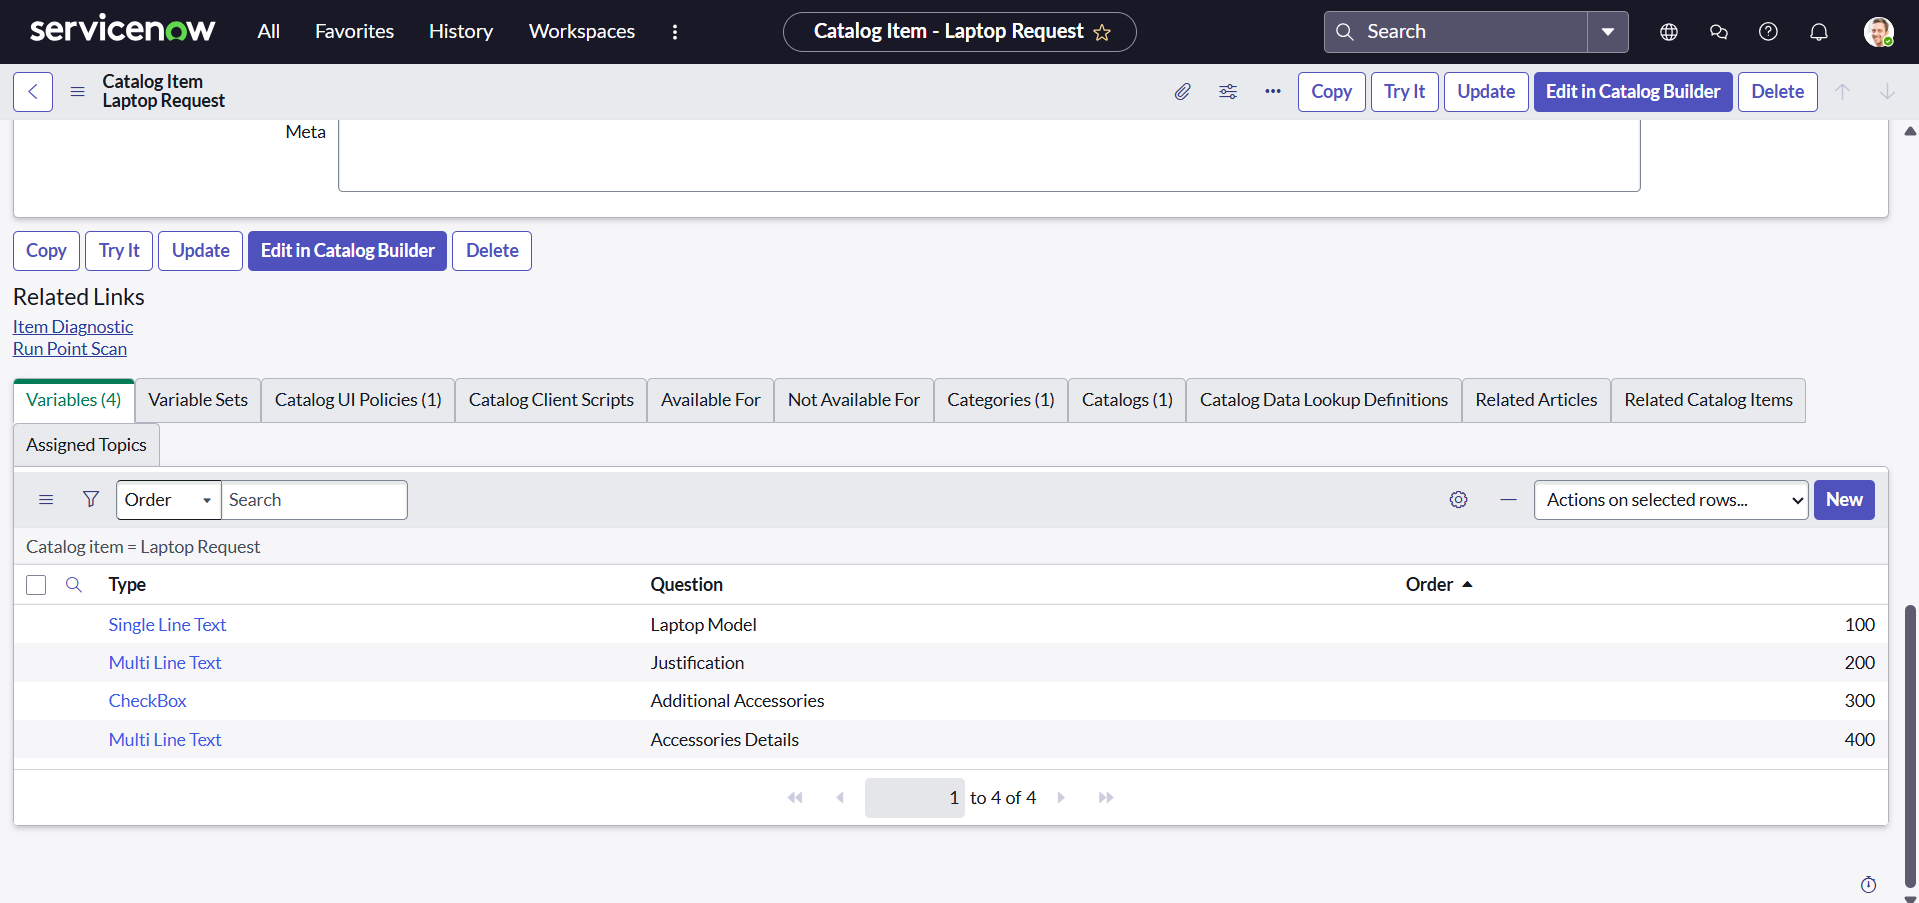 servicenow All Favorites History Workspaces Catalog Item - Laptop Request Search
Catalog Item
Laptop Request
Copy Try It Update Edit in Catalog Builder Delete
Meta
Copy Try It Update Edit in Catalog Builder Delete
Related Links
Item Diagnostic
Run Point Scan
Variables (4) Variable Sets Catalog UI Policies (1) Catalog Client Scripts Available For Not Available For Categories (1) Catalogs (1) Catalog Data Lookup Definitions Related Articles Related Catalog Items
Assigned Topics
Order Search Actions on selected rows... New
Catalog item = Laptop Request
Type Question Order
Single Line Text Laptop Model 100
Multi Line Text Justification 200
CheckBox Additional Accessories 300
Multi Line Text Accessories Details 400
1 to 4 of 4